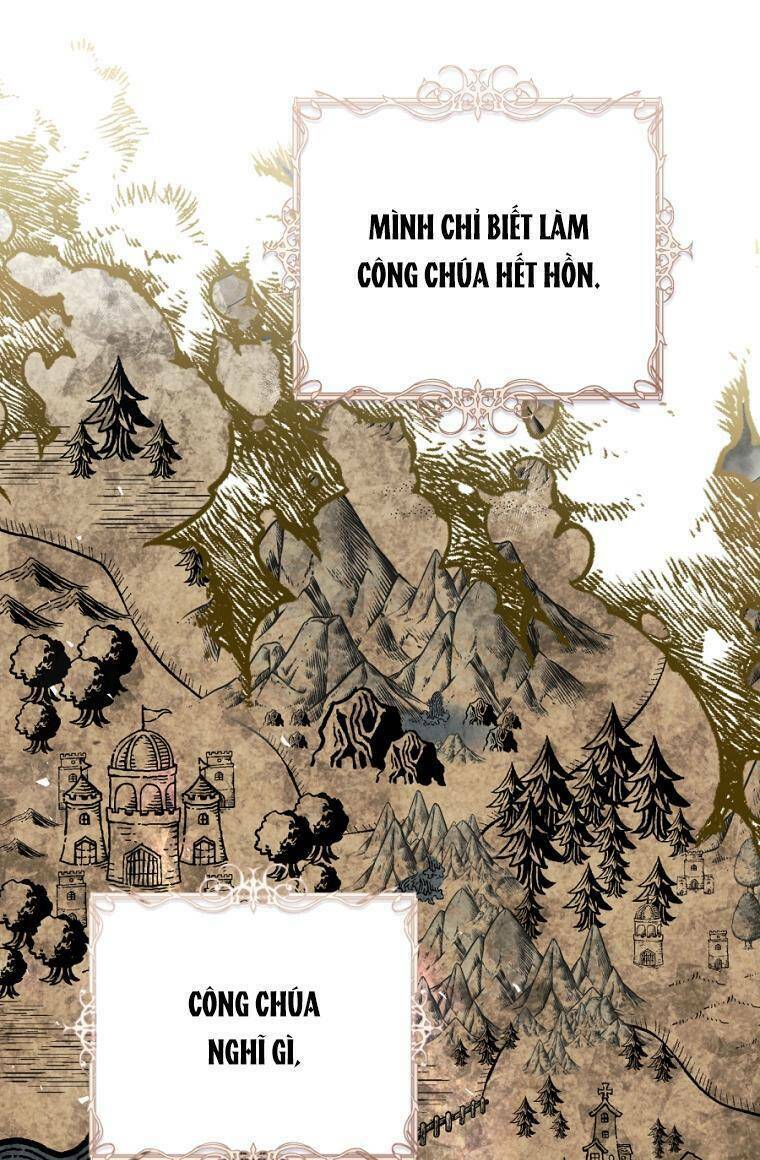 MÌNH CHỈ BIẾT LÀM
CÔNG CHÚA HẾT HỒN.
CÔNG CHÚA
NGHĨ GÌ,